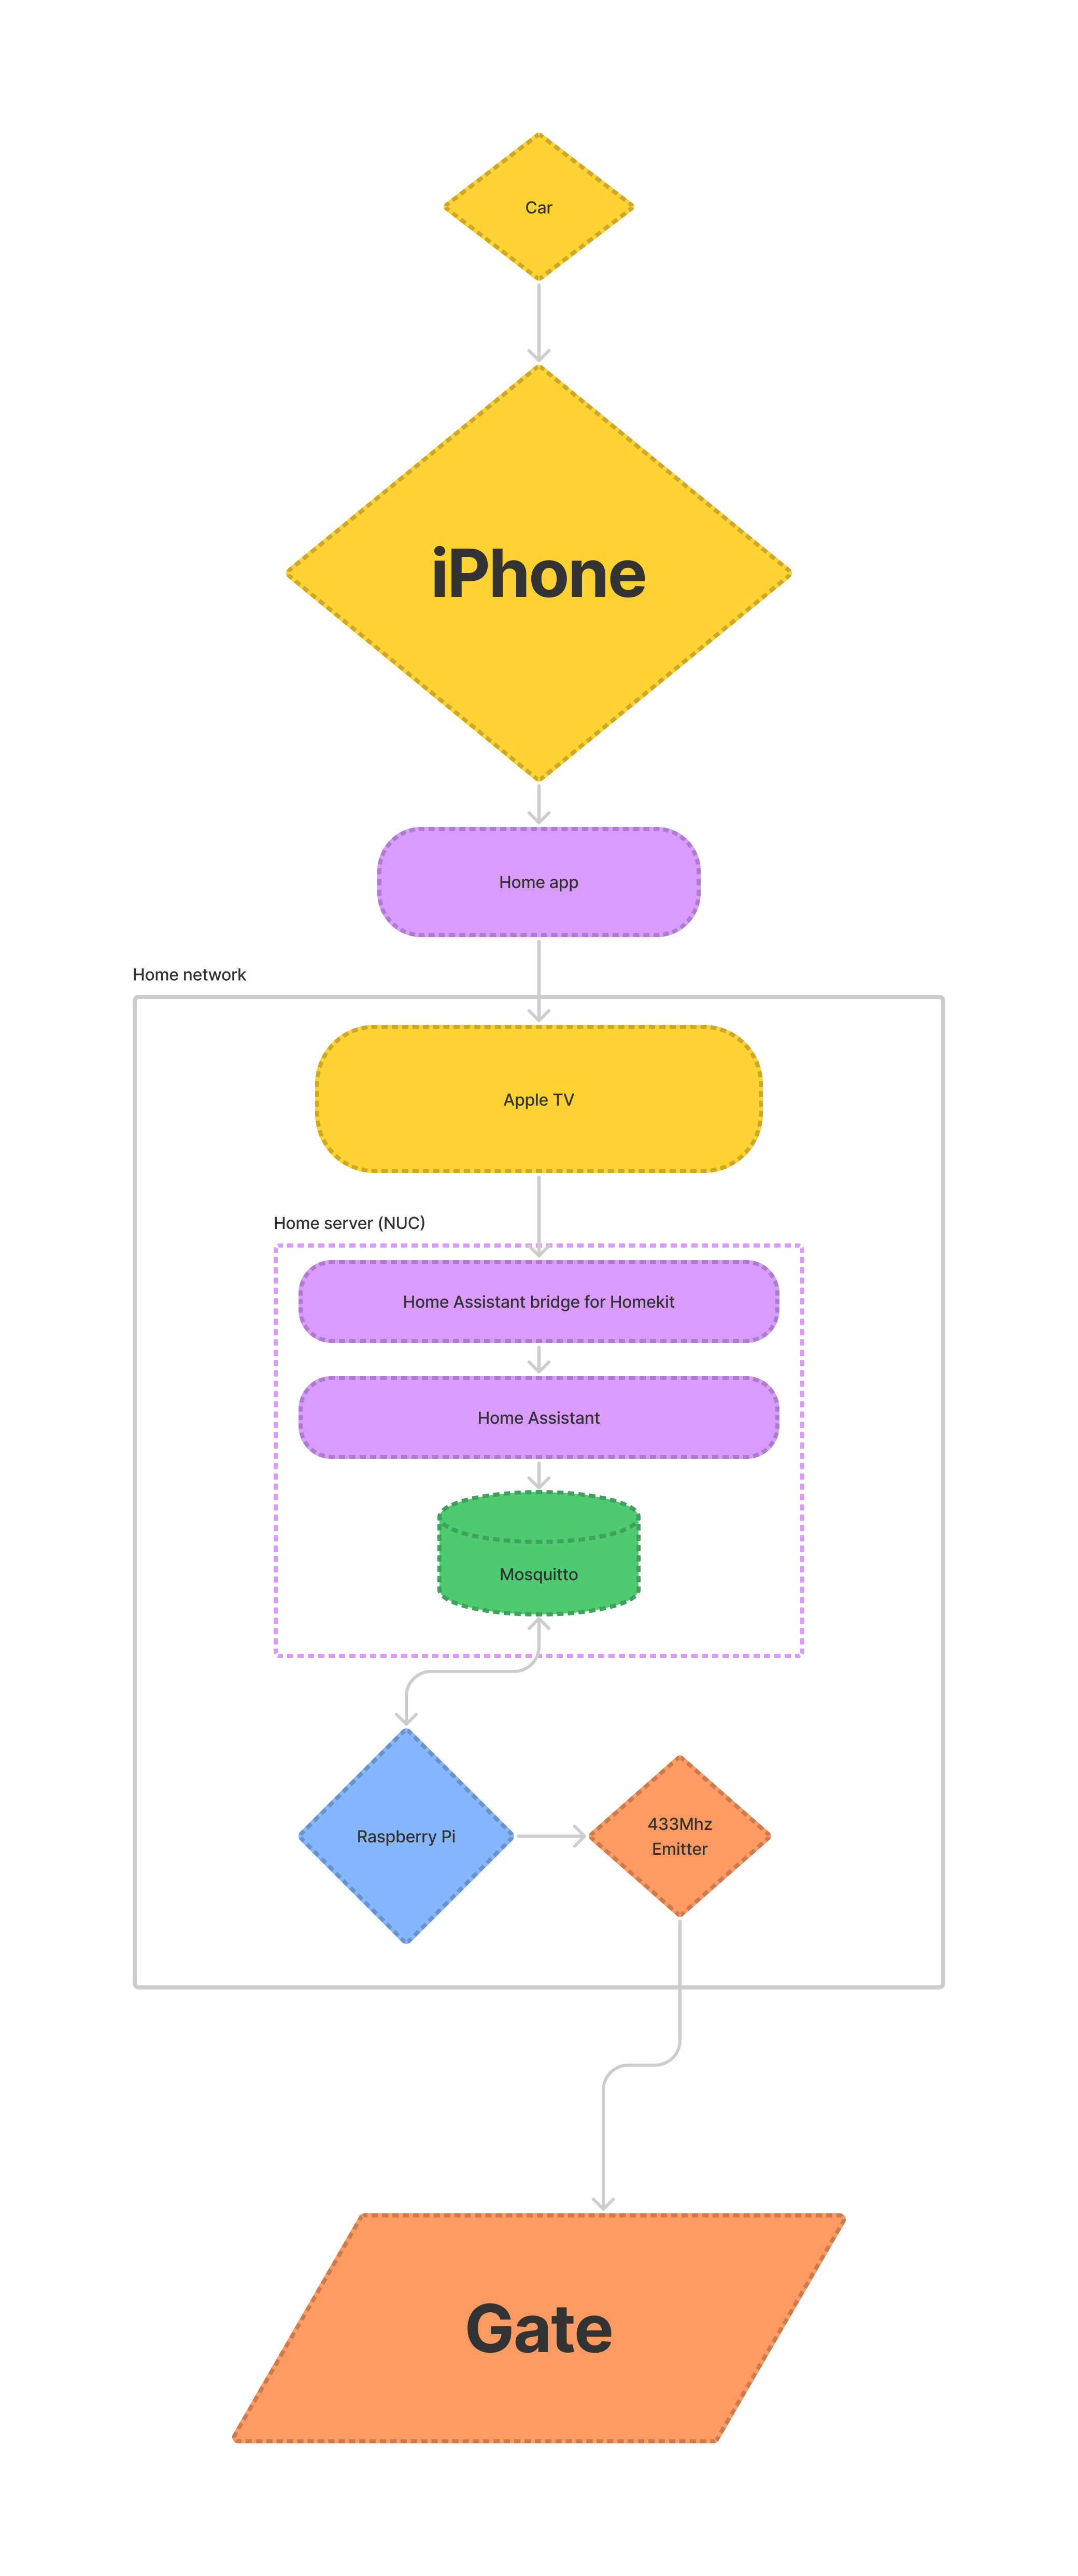 Car
iPhone
Home app
Home network
Apple TV
Home server (NUC)
Home Assistant bridge for Homekit
Home Assistant
Mosquitto
Raspberry Pi
433Mhz
Emitter
Gate